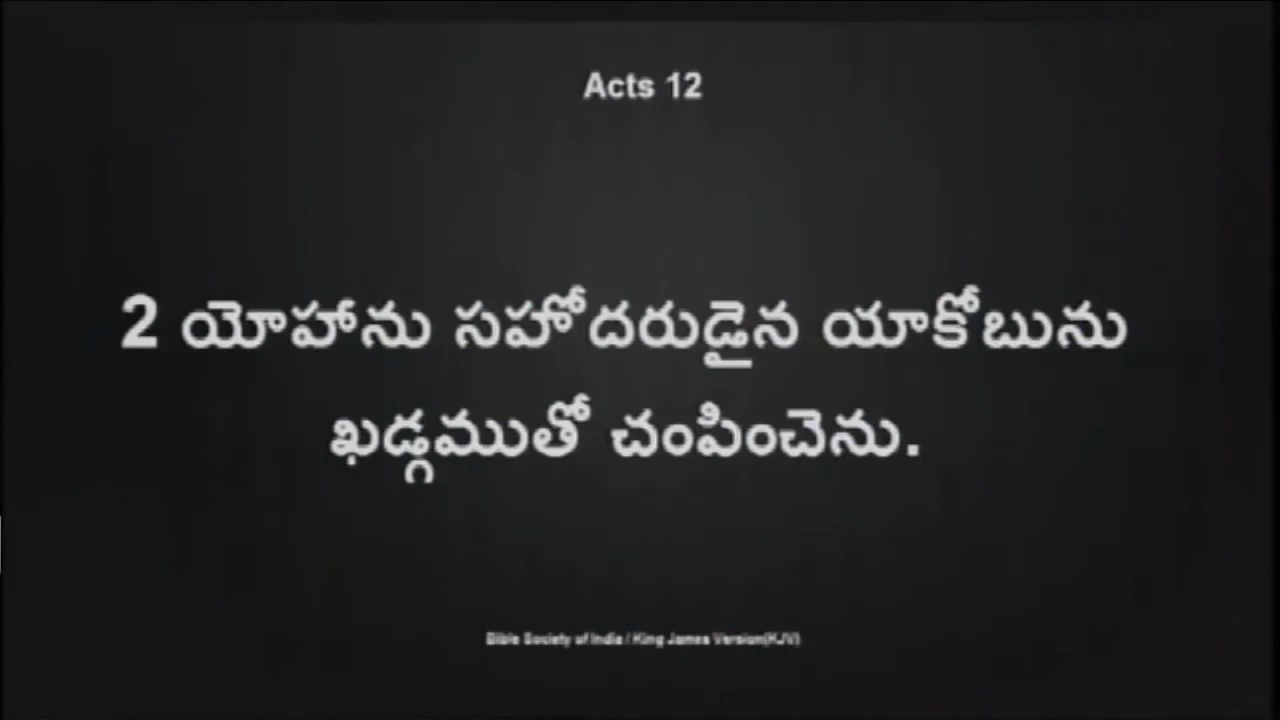 Acts 12
2 యోహాను సహోదరుడైన యాకోబును
ఖడ్గముతో చంపించెను.
Bible Society of India / King James Version(KJV)